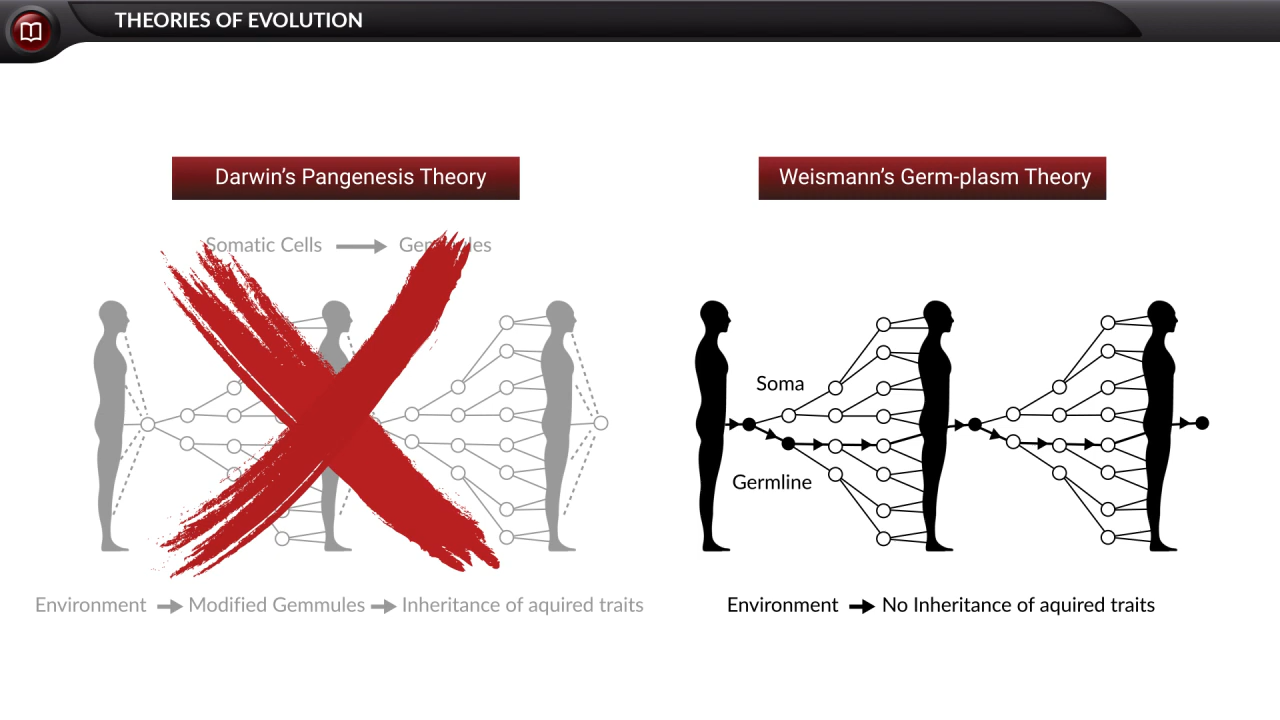 THEORIES OF EVOLUTION
Darwin's Pangenesis Theory
Somatic Cells
Environment Modified Gemmules Inheritance of aquired traits
Weismann's Germ-plasm Theory
Soma
Germline
Environment No Inheritance of aquired traits